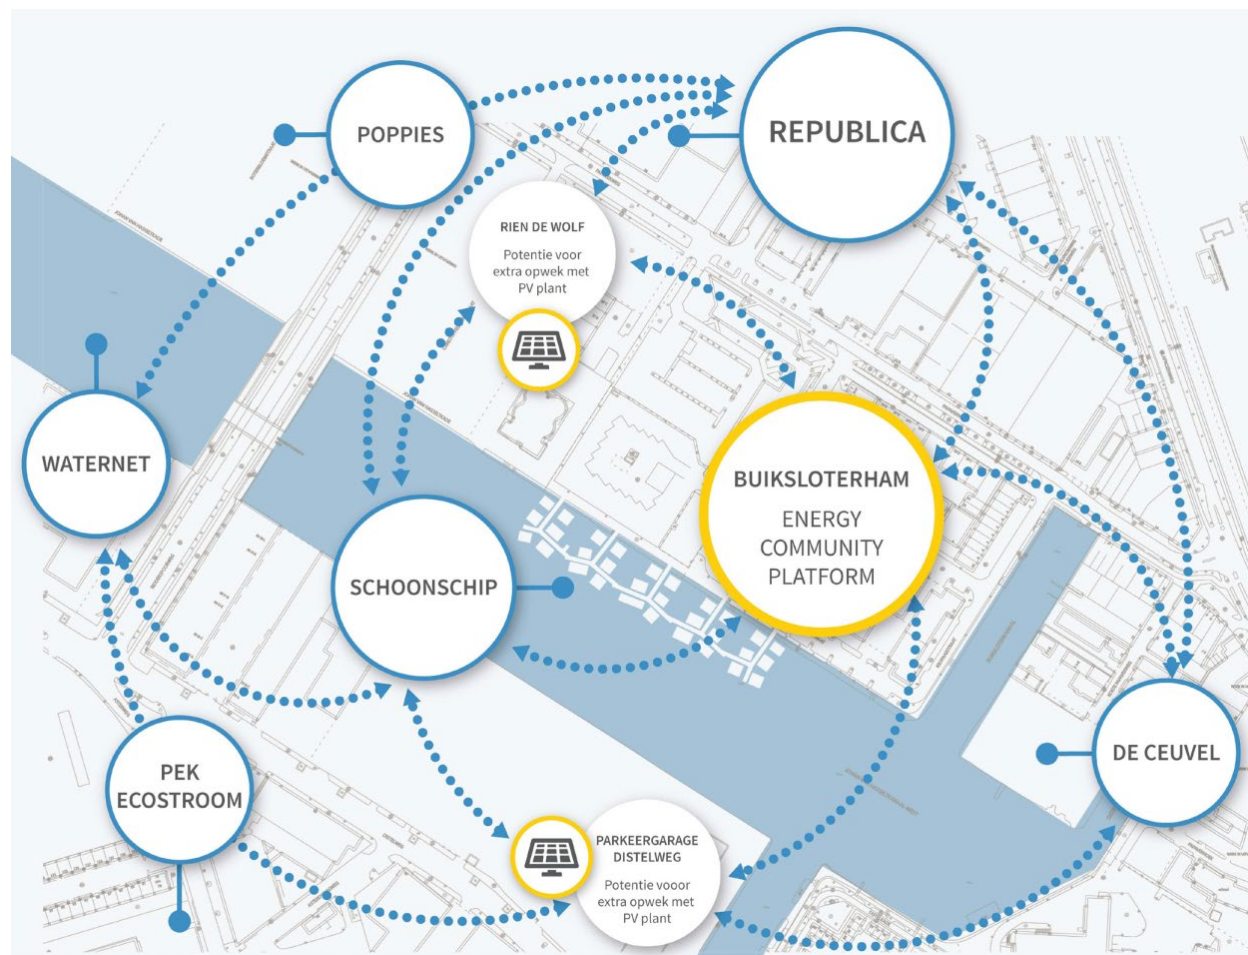 POPPIES
REPUBLICA
RIEN DE WOLF
Potentie voor
extra opwek met
PV plant
WATERNET
BUIKSLOTERHAM
ENERGY
COMMUNITY
PLATFORM
SCHOONSCHIP
PEK
ECOSTROOM
DE CEUVEL
PARKEERGARAGE
DISTELWEG
Potentie vooor
extra opwek met
PV plant